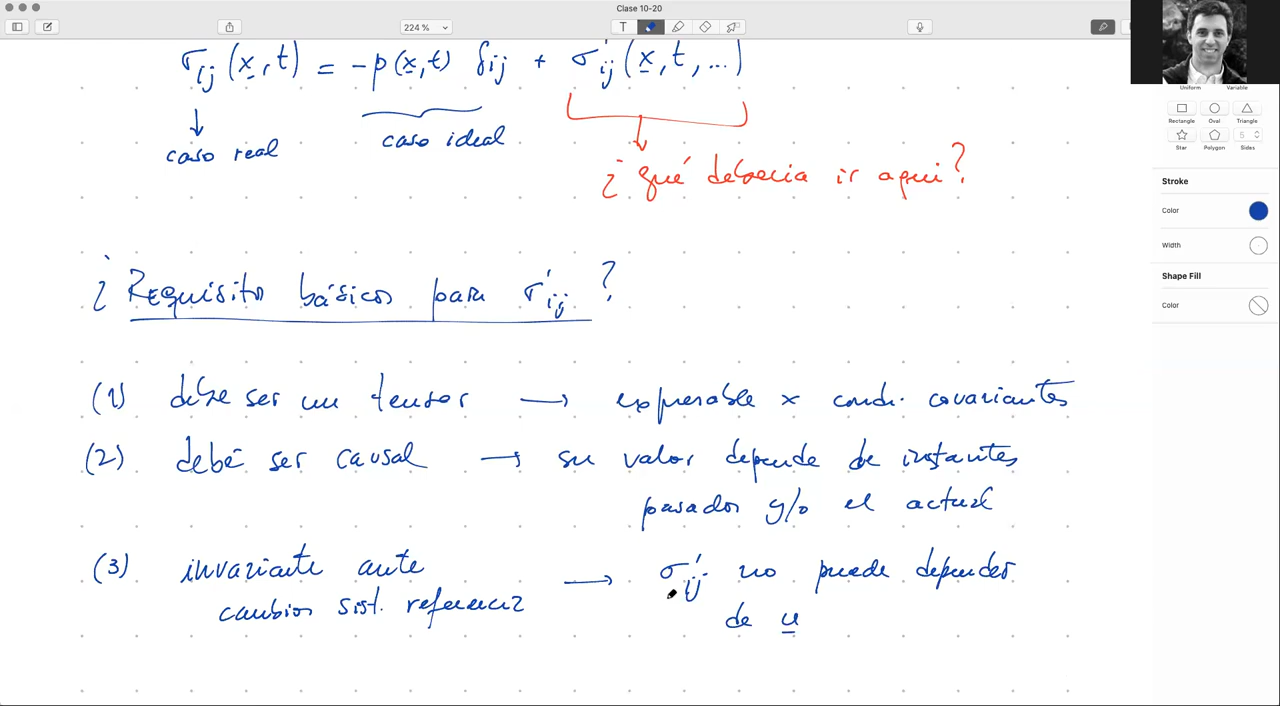 Clase 10-20
224 %
T
σij (x, t) = -p(x,t) δij + σ'ij (x, t, ...)
caso real
caso ideal
¿ qué debería ir aquí ?
¿ Requisitos básicos para σ'ij ?
(1) debe ser un tensor → expresable x coord. covariantes
(2) debe ser causal → su valor depende de instantes
pasados y/o el actual
(3) invariante ante
cambios sist. referencia → σ'ij no puede depender
de u
Uniform Variable
Rectangle Oval Triangle
Star Polygon 5 Sides
Stroke
Color
Width
Shape Fill
Color